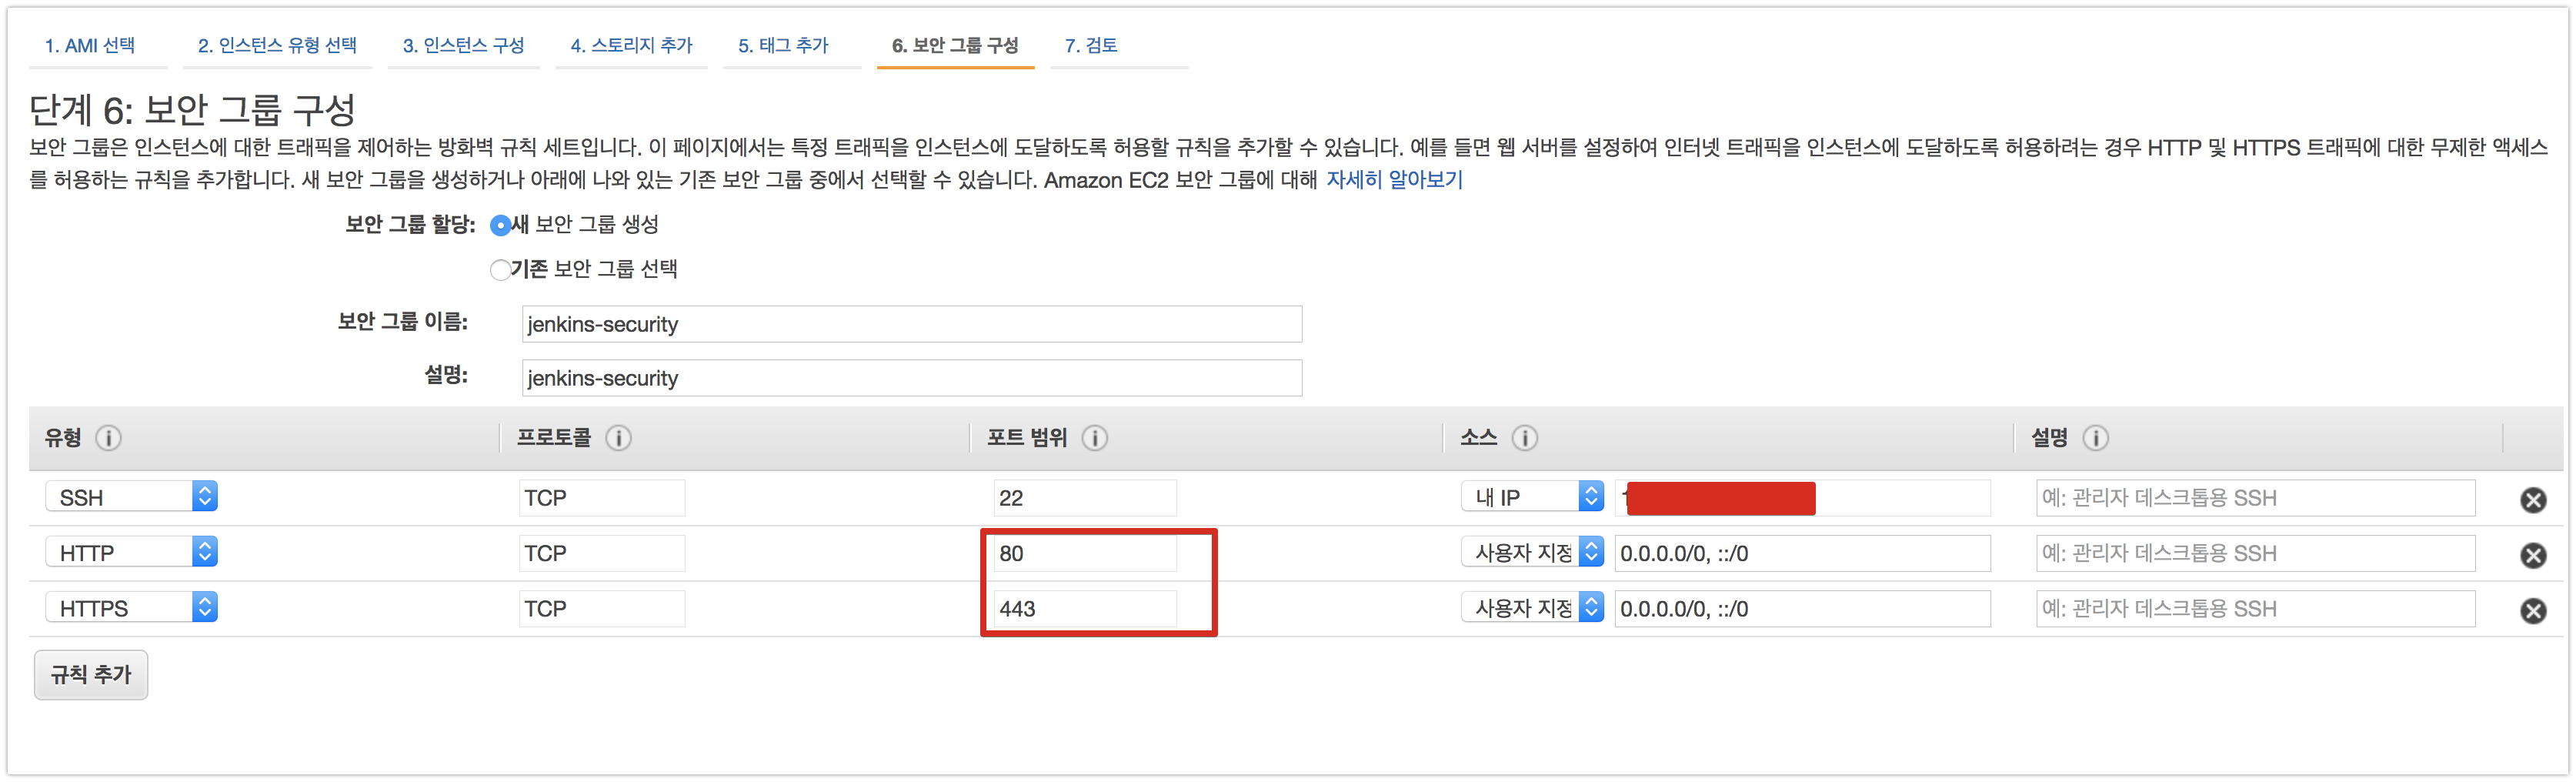 1. AMI 선택 2. 인스턴스 유형 선택 3. 인스턴스 구성 4. 스토리지 추가 5. 태그 추가 6. 보안 그룹 구성 7. 검토
단계 6: 보안 그룹 구성
보안 그룹은 인스턴스에 대한 트래픽을 제어하는 방화벽 규칙 세트입니다. 이 페이지에서는 특정 트래픽을 인스턴스에 도달하도록 허용할 규칙을 추가할 수 있습니다. 예를 들면 웹 서버를 설정하여 인터넷 트래픽을 인스턴스에 도달하도록 허용하려는 경우 HTTP 및 HTTPS 트래픽에 대한 무제한 액세스
를 허용하는 규칙을 추가합니다. 새 보안 그룹을 생성하거나 아래에 나와 있는 기존 보안 그룹 중에서 선택할 수 있습니다. Amazon EC2 보안 그룹에 대해 자세히 알아보기
보안 그룹 할당: 새 보안 그룹 생성
기존 보안 그룹 선택
보안 그룹 이름: jenkins-security
설명: jenkins-security
유형 프로토콜 포트 범위 소스 설명
SSH TCP 22 내 IP 예: 관리자 데스크톱용 SSH
HTTP TCP 80 사용자 지정 0.0.0.0/0, ::/0 예: 관리자 데스크톱용 SSH
HTTPS TCP 443 사용자 지정 0.0.0.0/0, ::/0 예: 관리자 데스크톱용 SSH
규칙 추가